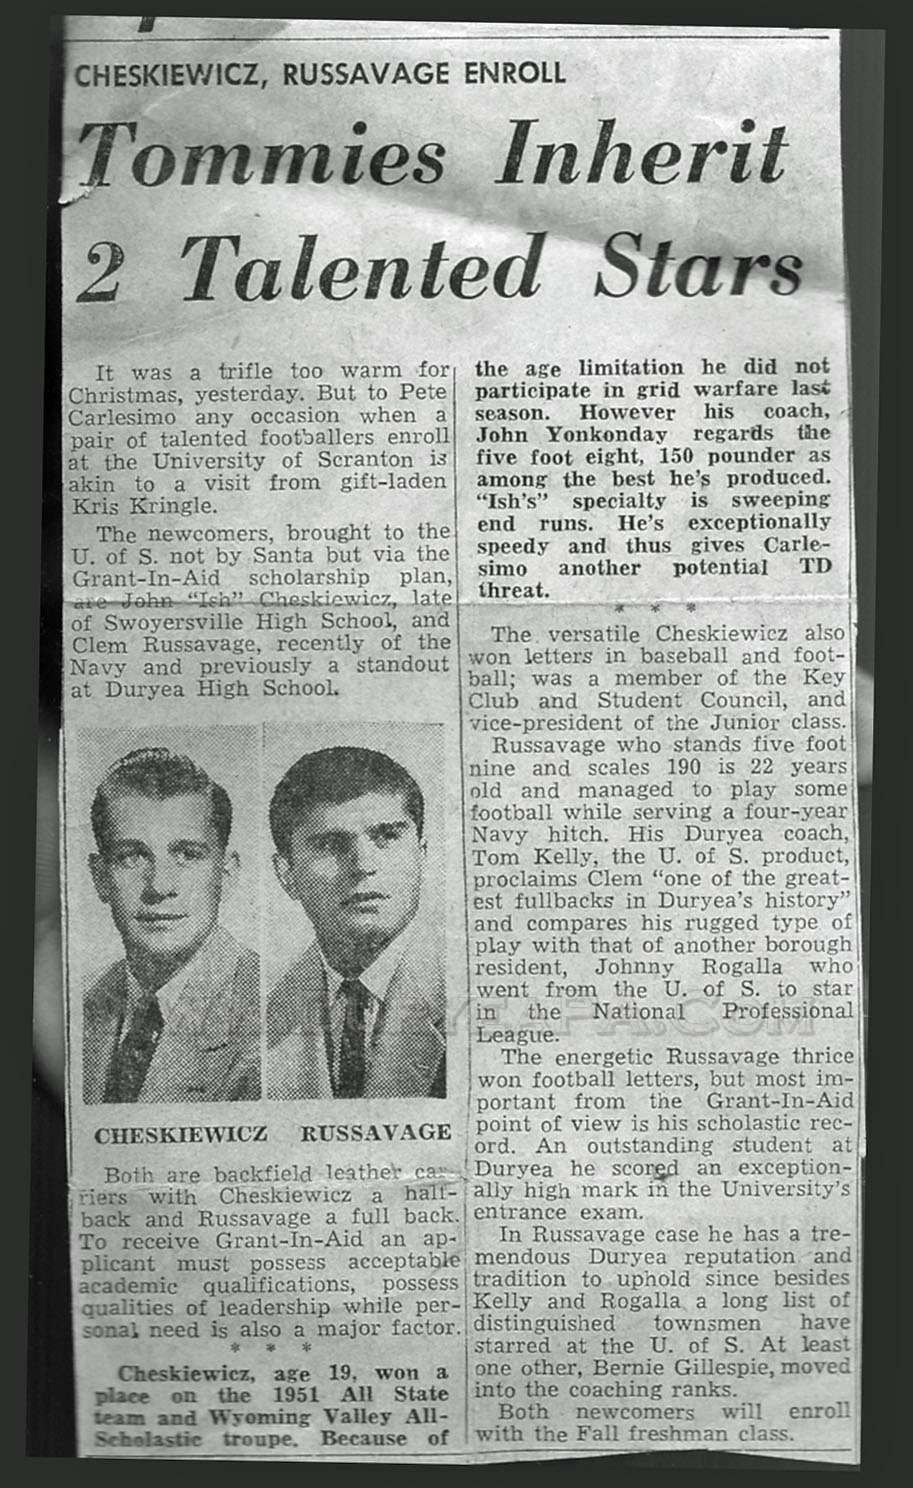 CHESKIEWICZ, RUSSAVAGE ENROLL
Tommies Inherit
2 Talented Stars
It was a trifle too warm for
Christmas, yesterday. But to Pete
Carlesimo any occasion when a
pair of talented footballers enroll
at the University of Scranton is
akin to a visit from gift-laden
Kris Kringle.
The newcomers, brought to the
U. of S. not by Santa but via the
Grant-In-Aid scholarship plan,
are John "Ish" Cheskiewicz, late
of Swoyersville High School, and
Clem Russavage, recently of the
Navy and previously a standout
at Duryea High School.
CHESKIEWICZ RUSSAVAGE
Both are backfield leather car-
riers with Cheskiewicz a half-
back and Russavage a full back.
To receive Grant-In-Aid an ap-
plicant must possess acceptable
academic qualifications, possess
qualities of leadership while per-
sonal need is also a major factor.
* * *
Cheskiewicz, age 19, won a
place on the 1951 All State
team and Wyoming Valley All-
Scholastic troupe. Because of
the age limitation he did not
participate in grid warfare last
season. However his coach,
John Yonkonday regards the
five foot eight, 150 pounder as
among the best he's produced.
"Ish's" specialty is sweeping
end runs. He's exceptionally
speedy and thus gives Carle-
simo another potential TD
threat.
* * *
The versatile Cheskiewicz also
won letters in baseball and foot-
ball; was a member of the Key
Club and Student Council, and
vice-president of the Junior class.
Russavage who stands five foot
nine and scales 190 is 22 years
old and managed to play some
football while serving a four-year
Navy hitch. His Duryea coach,
Tom Kelly, the U. of S. product,
proclaims Clem "one of the great-
est fullbacks in Duryea's history"
and compares his rugged type of
play with that of another borough
resident, Johnny Rogalla who
went from the U. of S. to star
in the National Professional
League.
The energetic Russavage thrice
won football letters, but most im-
portant from the Grant-In-Aid
point of view is his scholastic rec-
ord. An outstanding student at
Duryea he scored an exception-
ally high mark in the University's
entrance exam.
In Russavage case he has a tre-
mendous Duryea reputation and
tradition to uphold since besides
Kelly and Rogalla a long list of
distinguished townsmen have
starred at the U. of S. At least
one other, Bernie Gillespie, moved
into the coaching ranks.
Both newcomers will enroll
with the Fall freshman class.